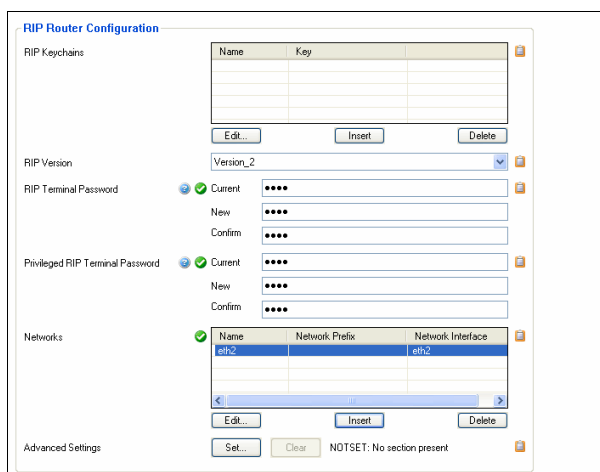 RIP Router Configuration
RIP Keychains
Name Key
Edit... Insert Delete
RIP Version Version_2
RIP Terminal Password Current ••••
New ••••
Confirm ••••
Privileged RIP Terminal Password Current ••••
New ••••
Confirm ••••
Networks Name Network Prefix Network Interface
eth2 eth2
Edit... Insert Delete
Advanced Settings Set... Clear NOTSET: No section present